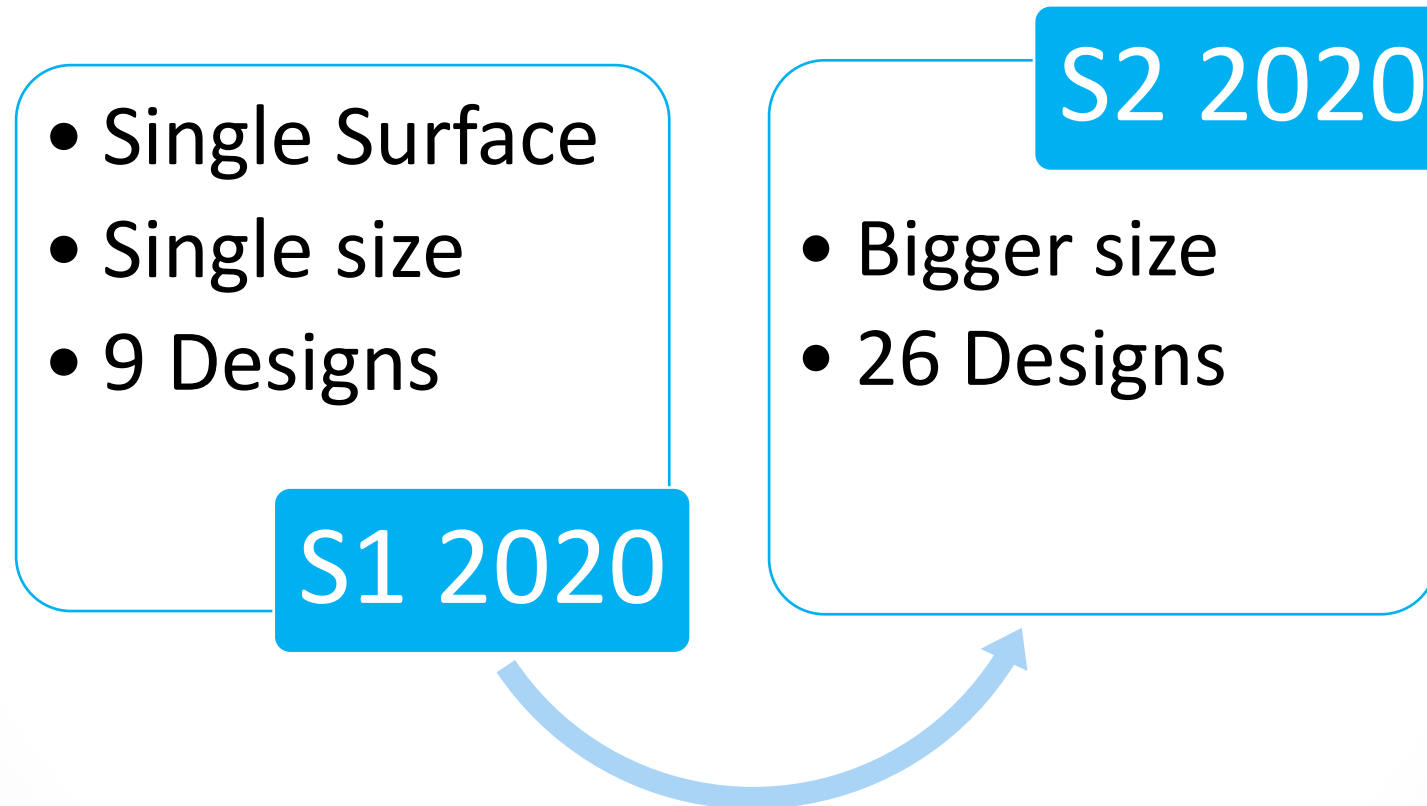 • Single Surface
• Single size
• 9 Designs
S1 2020
S2 2020
• Bigger size
• 26 Designs